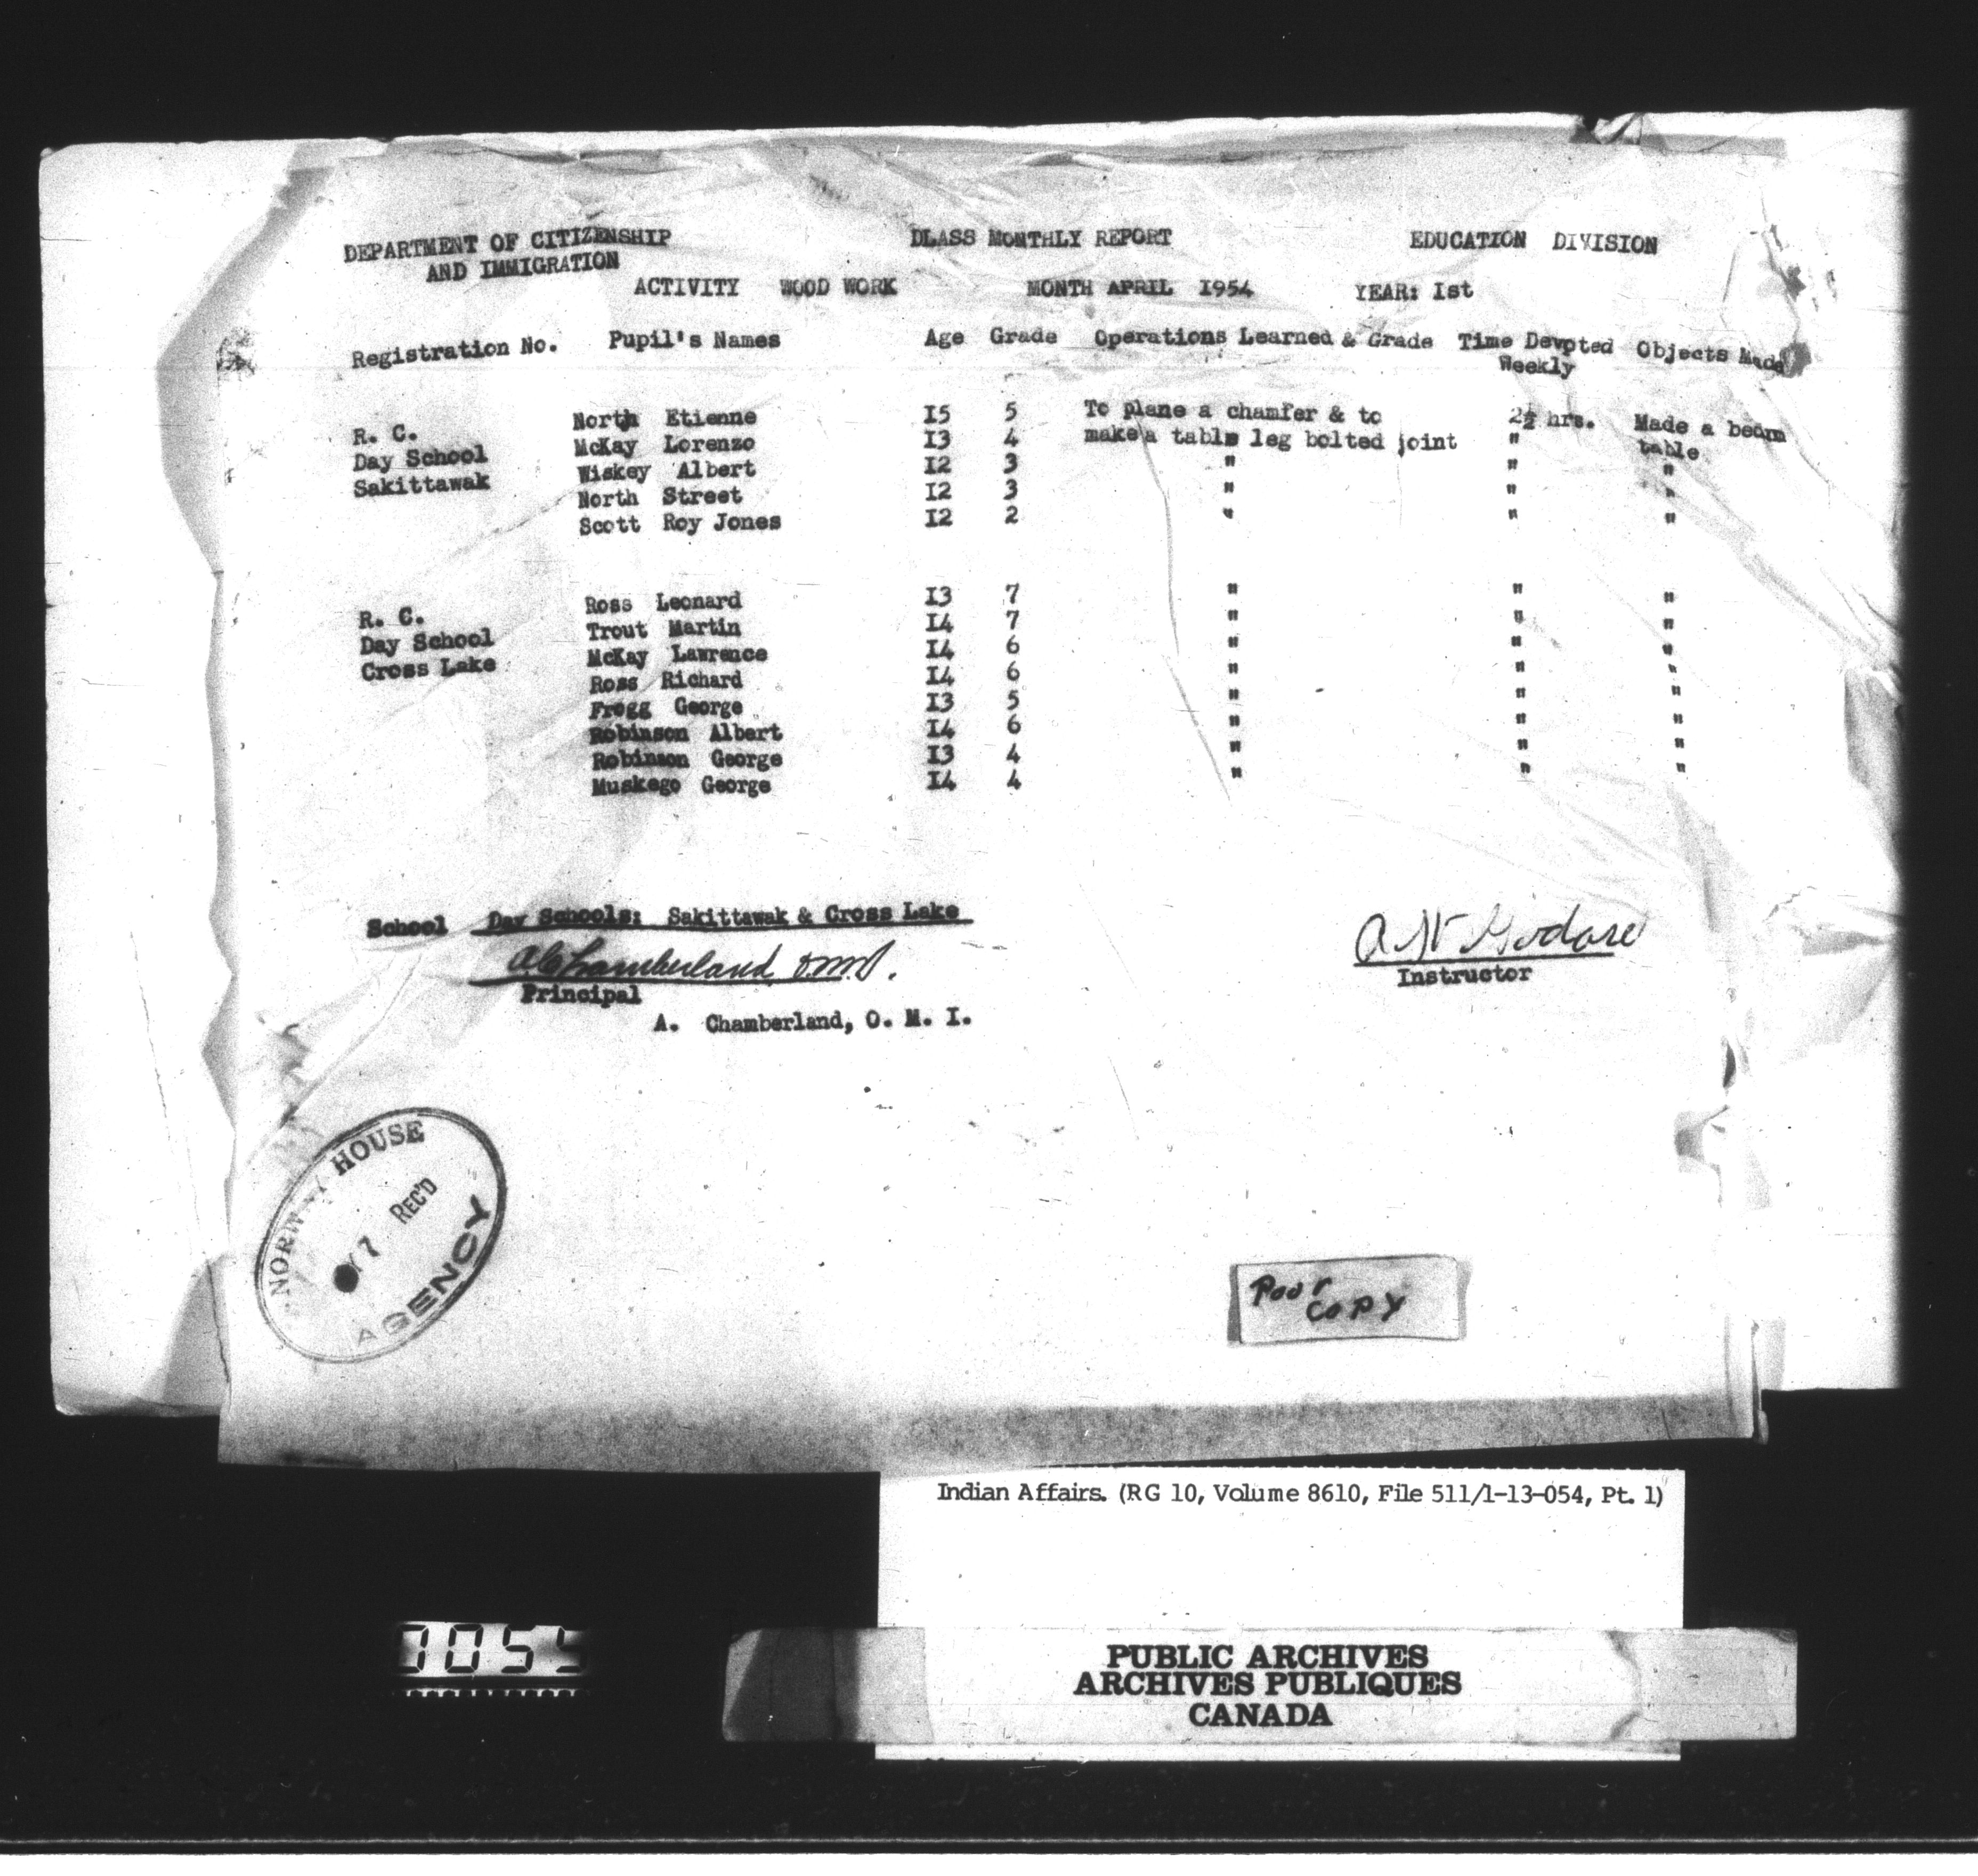 DEPARTMENT OF CITIZENSHIP DLASS MONTHLY REPORT EDUCATION DIVISION
AND IMMIGRATION
ACTIVITY WOOD WORK MONTH APRIL I954 YEAR: Ist
Registration No. Pupil's Names Age Grade Operations Learned & Grade Time Devoted Objects Made
Weekly
North Etienne I5 5 To plane a chamfer & to 2½ hrs. Made a beam
R. C. McKay Lorenzo I3 4 make a table leg bolted joint " table
Day School Wiskey Albert I2 3 " " "
Sakittawak North Street I2 3 " " "
Scott Roy Jones I2 2 " " "
Ross Leonard I3 7 " " "
R. C. Trout Martin I4 7 " " "
Day School McKay Lawrence I4 6 " " "
Cross Lake Ross Richard I4 6 " " "
Frogg George I3 5 " " "
Robinson Albert I4 6 " " "
Robinson George I3 4 " " "
Muskego George I4 4 " " "
School Day Schools: Sakittawak & Cross Lake
A Chamberland O.M.I.
Principal Instructor
A. Chamberland, O. M. I.
NORWAY HOUSE
Y 7 REC'D
AGENCY
Poor
COPY
Indian Affairs. (RG 10, Volume 8610, File 511/1-13-054, Pt. 1)
PUBLIC ARCHIVES
ARCHIVES PUBLIQUES
CANADA